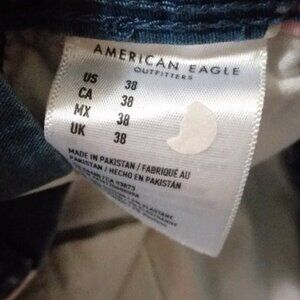 AMERICAN EAGLE
OUTFITTERS
US 38
CA 38
MX 38
UK 38
MADE IN PAKISTAN / FABRIQUÉ AU
PAKISTAN / HECHO EN PAKISTAN